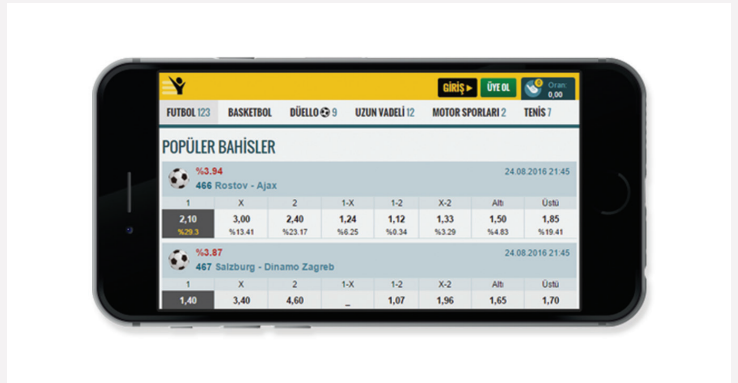 GİRİŞ ÜYE OL 0 Oran: 0,00
FUTBOL 123 BASKETBOL DÜELLO 9 UZUN VADELİ 12 MOTOR SPORLARI 2 TENİS 7
POPÜLER BAHİSLER
%3.94 24.08.2016 21:45
466 Rostov - Ajax
1 X 2 1-X 1-2 X-2 Altı Üstü
2,10 3,00 2,40 1,24 1,12 1,33 1,50 1,85
%29.3 %13.41 %23.17 %6.25 %0.34 %3.29 %4.83 %19.41
%3.87 24.08.2016 21:45
467 Salzburg - Dinamo Zagreb
1 X 2 1-X 1-2 X-2 Altı Üstü
1,40 3,40 4,60 _ 1,07 1,96 1,65 1,70